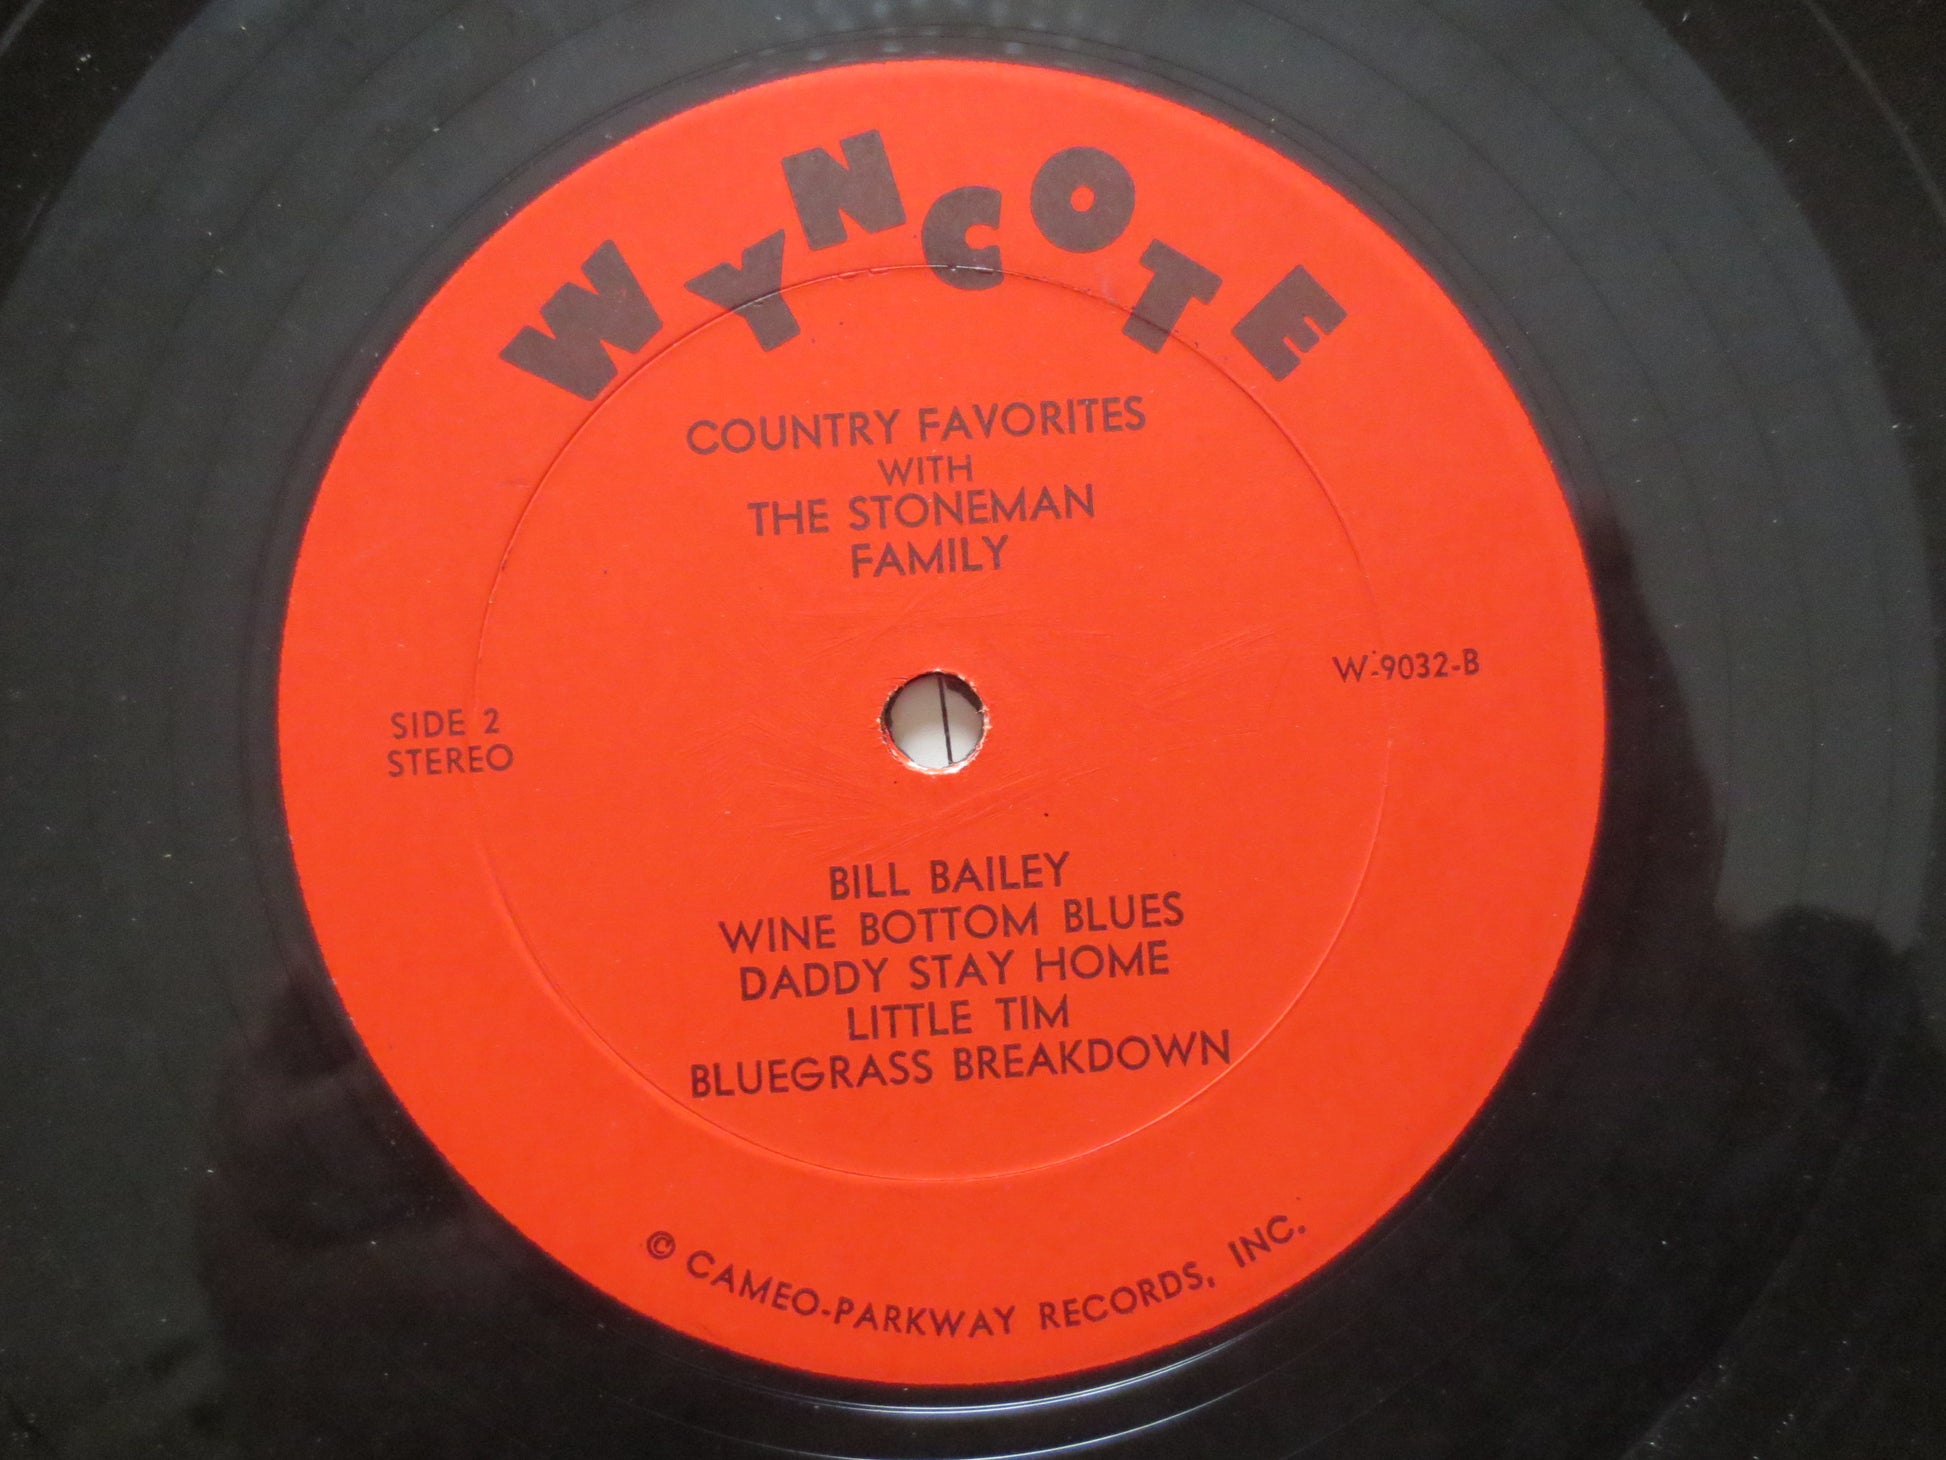 WYNCOTE
COUNTRY FAVORITES
WITH
THE STONEMAN
FAMILY
W-9032-B
SIDE 2
STEREO
BILL BAILEY
WINE BOTTOM BLUES
DADDY STAY HOME
LITTLE TIM
BLUEGRASS BREAKDOWN
© CAMEO-PARKWAY RECORDS, INC.